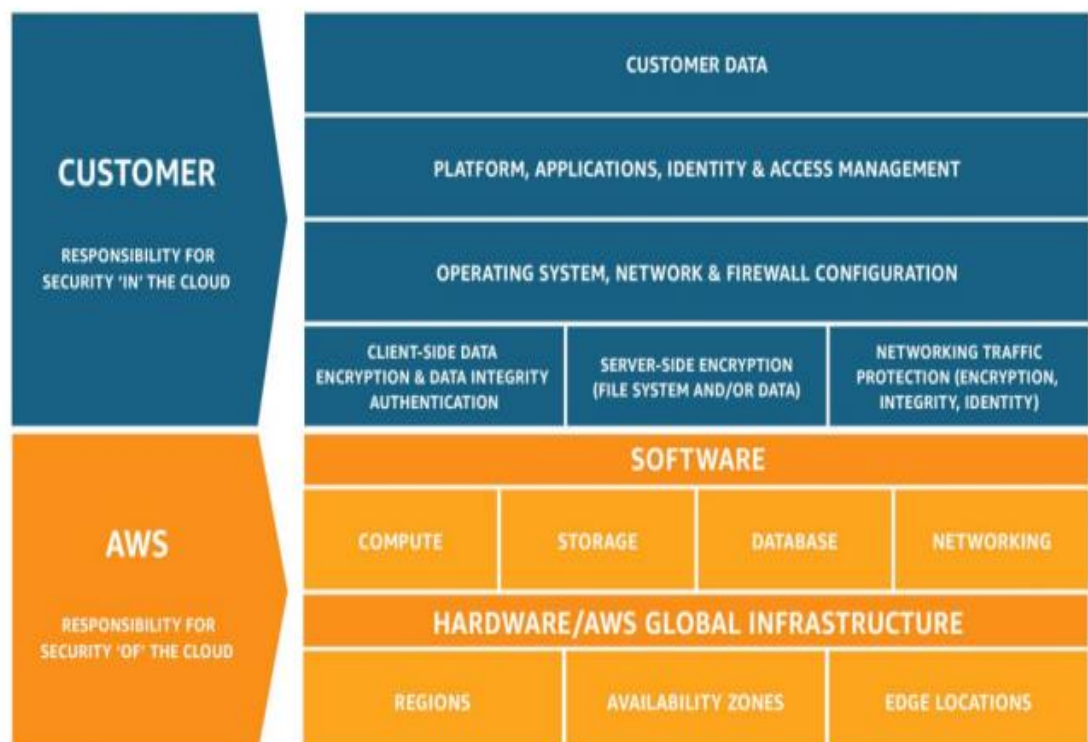 CUSTOMER
RESPONSIBILITY FOR
SECURITY 'IN' THE CLOUD
CUSTOMER DATA
PLATFORM, APPLICATIONS, IDENTITY & ACCESS MANAGEMENT
OPERATING SYSTEM, NETWORK & FIREWALL CONFIGURATION
CLIENT-SIDE DATA
ENCRYPTION & DATA INTEGRITY
AUTHENTICATION
SERVER-SIDE ENCRYPTION
(FILE SYSTEM AND/OR DATA)
NETWORKING TRAFFIC
PROTECTION (ENCRYPTION,
INTEGRITY, IDENTITY)
AWS
RESPONSIBILITY FOR
SECURITY 'OF' THE CLOUD
SOFTWARE
COMPUTE
STORAGE
DATABASE
NETWORKING
HARDWARE/AWS GLOBAL INFRASTRUCTURE
REGIONS
AVAILABILITY ZONES
EDGE LOCATIONS